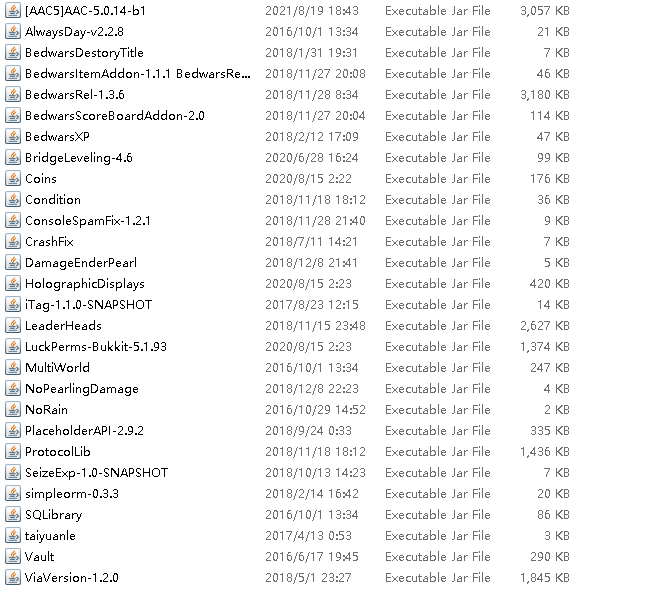 [AAC5]AAC-5.0.14-b1 2021/8/19 18:43 Executable Jar File 3,057 KB
AlwaysDay-v2.2.8 2016/10/1 13:34 Executable Jar File 21 KB
BedwarsDestoryTitle 2018/1/31 19:31 Executable Jar File 7 KB
BedwarsItemAddon-1.1.1 BedwarsRe... 2018/11/27 20:08 Executable Jar File 46 KB
BedwarsRel-1.3.6 2018/11/28 8:34 Executable Jar File 3,180 KB
BedwarsScoreBoardAddon-2.0 2018/11/27 20:04 Executable Jar File 114 KB
BedwarsXP 2018/2/12 17:09 Executable Jar File 47 KB
BridgeLeveling-4.6 2020/6/28 16:24 Executable Jar File 99 KB
Coins 2020/8/15 2:22 Executable Jar File 176 KB
Condition 2018/11/18 18:12 Executable Jar File 36 KB
ConsoleSpamFix-1.2.1 2018/11/28 21:40 Executable Jar File 9 KB
CrashFix 2018/7/11 14:21 Executable Jar File 7 KB
DamageEnderPearl 2018/12/8 21:41 Executable Jar File 5 KB
HolographicDisplays 2020/8/15 2:23 Executable Jar File 420 KB
iTag-1.1.0-SNAPSHOT 2017/8/23 12:15 Executable Jar File 14 KB
LeaderHeads 2018/11/15 23:48 Executable Jar File 2,627 KB
LuckPerms-Bukkit-5.1.93 2020/8/15 2:23 Executable Jar File 1,374 KB
MultiWorld 2016/10/1 13:34 Executable Jar File 247 KB
NoPearlingDamage 2018/12/8 22:23 Executable Jar File 4 KB
NoRain 2016/10/29 14:52 Executable Jar File 2 KB
PlaceholderAPI-2.9.2 2018/9/24 0:33 Executable Jar File 335 KB
ProtocolLib 2018/11/18 18:12 Executable Jar File 1,436 KB
SeizeExp-1.0-SNAPSHOT 2018/10/13 14:23 Executable Jar File 7 KB
simpleorm-0.3.3 2018/2/14 16:42 Executable Jar File 20 KB
SQLibrary 2016/10/1 13:34 Executable Jar File 86 KB
taiyuanle 2017/4/13 0:53 Executable Jar File 3 KB
Vault 2016/6/17 19:45 Executable Jar File 290 KB
ViaVersion-1.2.0 2018/5/1 23:27 Executable Jar File 1,845 KB